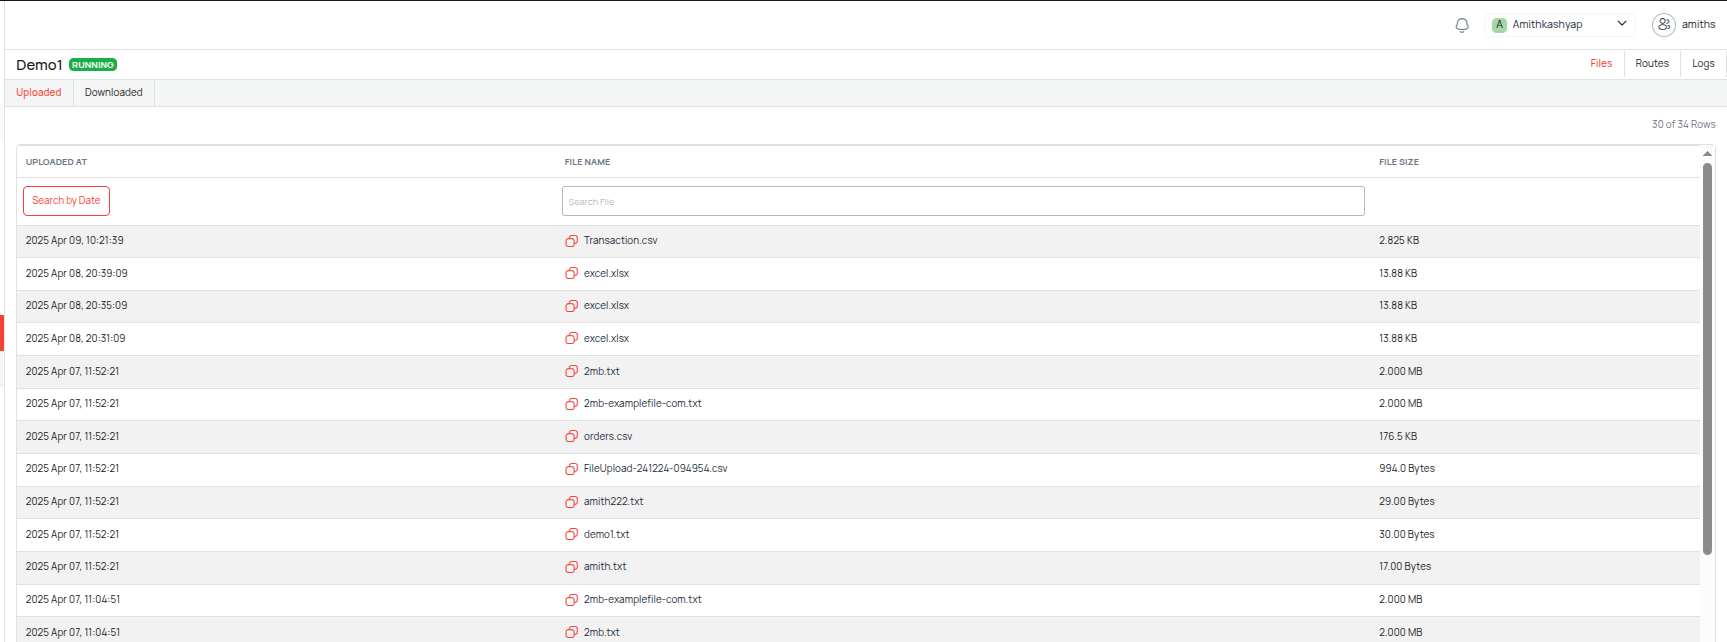 A Amithkashyap amiths
Demo1 RUNNING Files Routes Logs
Uploaded Downloaded
30 of 34 Rows
UPLOADED AT FILE NAME FILE SIZE
Search by Date Search File
2025 Apr 09, 10:21:39 Transaction.csv 2.825 KB
2025 Apr 08, 20:39:09 excel.xlsx 13.88 KB
2025 Apr 08, 20:35:09 excel.xlsx 13.88 KB
2025 Apr 08, 20:31:09 excel.xlsx 13.88 KB
2025 Apr 07, 11:52:21 2mb.txt 2.000 MB
2025 Apr 07, 11:52:21 2mb-examplefile-com.txt 2.000 MB
2025 Apr 07, 11:52:21 orders.csv 176.5 KB
2025 Apr 07, 11:52:21 FileUpload-241224-094954.csv 994.0 Bytes
2025 Apr 07, 11:52:21 amith222.txt 29.00 Bytes
2025 Apr 07, 11:52:21 demo1.txt 30.00 Bytes
2025 Apr 07, 11:52:21 amith.txt 17.00 Bytes
2025 Apr 07, 11:04:51 2mb-examplefile-com.txt 2.000 MB
2025 Apr 07, 11:04:51 2mb.txt 2.000 MB